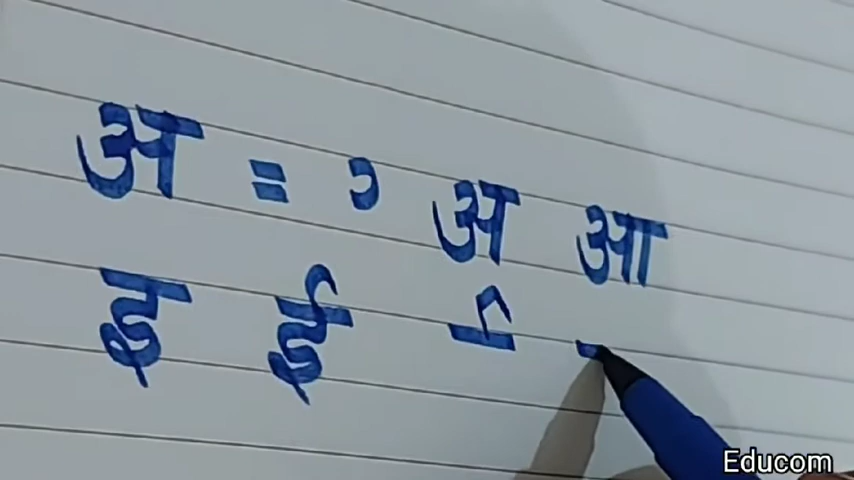 अ = अ आ
इ ई
Educom